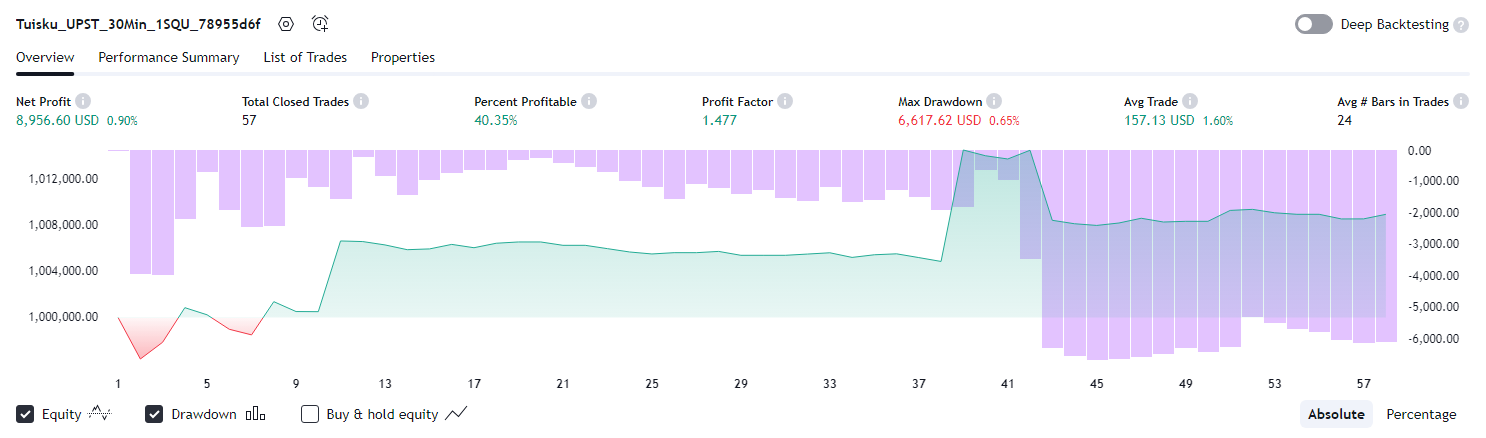 Tuisku_UPST_30Min_1SQU_78955d6f
Deep Backtesting ?
Overview Performance Summary List of Trades Properties
Net Profit Total Closed Trades Percent Profitable Profit Factor Max Drawdown Avg Trade Avg # Bars in Trades
8,956.60 USD 0.90% 57 40.35% 1.477 6,617.62 USD 0.65% 157.13 USD 1.60% 24
1,012,000.00
1,008,000.00
1,004,000.00
1,000,000.00
0.00
-1,000.00
-2,000.00
-3,000.00
-4,000.00
-5,000.00
-6,000.00
1 5 9 13 17 21 25 29 33 37 41 45 49 53 57
Equity Drawdown Buy & hold equity Absolute Percentage